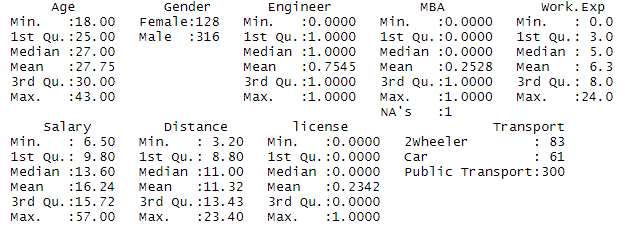 Age           Gender       Engineer           MBA            Work.Exp
Min.   :18.00   Female:128   Min.   :0.0000   Min.   :0.0000   Min.   : 0.0
1st Qu.:25.00   Male  :316   1st Qu.:1.0000   1st Qu.:0.0000   1st Qu.: 3.0
Median :27.00                Median :1.0000   Median :0.0000   Median : 5.0
Mean   :27.75                Mean   :0.7545   Mean   :0.2528   Mean   : 6.3
3rd Qu.:30.00                3rd Qu.:1.0000   3rd Qu.:1.0000   3rd Qu.: 8.0
Max.   :43.00                Max.   :1.0000   Max.   :1.0000   Max.   :24.0
                                              NA's   :1
    Salary         Distance        license                 Transport
Min.   : 6.50   Min.   : 3.20   Min.   :0.0000   2Wheeler        : 83
1st Qu.: 9.80   1st Qu.: 8.80   1st Qu.:0.0000   Car             : 61
Median :13.60   Median :11.00   Median :0.0000   Public Transport:300
Mean   :16.24   Mean   :11.32   Mean   :0.2342
3rd Qu.:15.72   3rd Qu.:13.43   3rd Qu.:0.0000
Max.   :57.00   Max.   :23.40   Max.   :1.0000